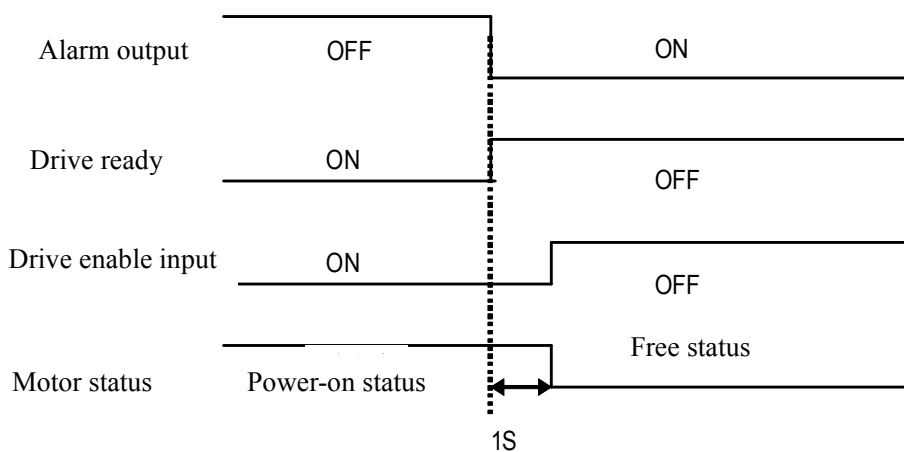 Alarm output OFF ON
Drive ready ON OFF
Drive enable input ON OFF
Motor status Power-on status Free status
1S